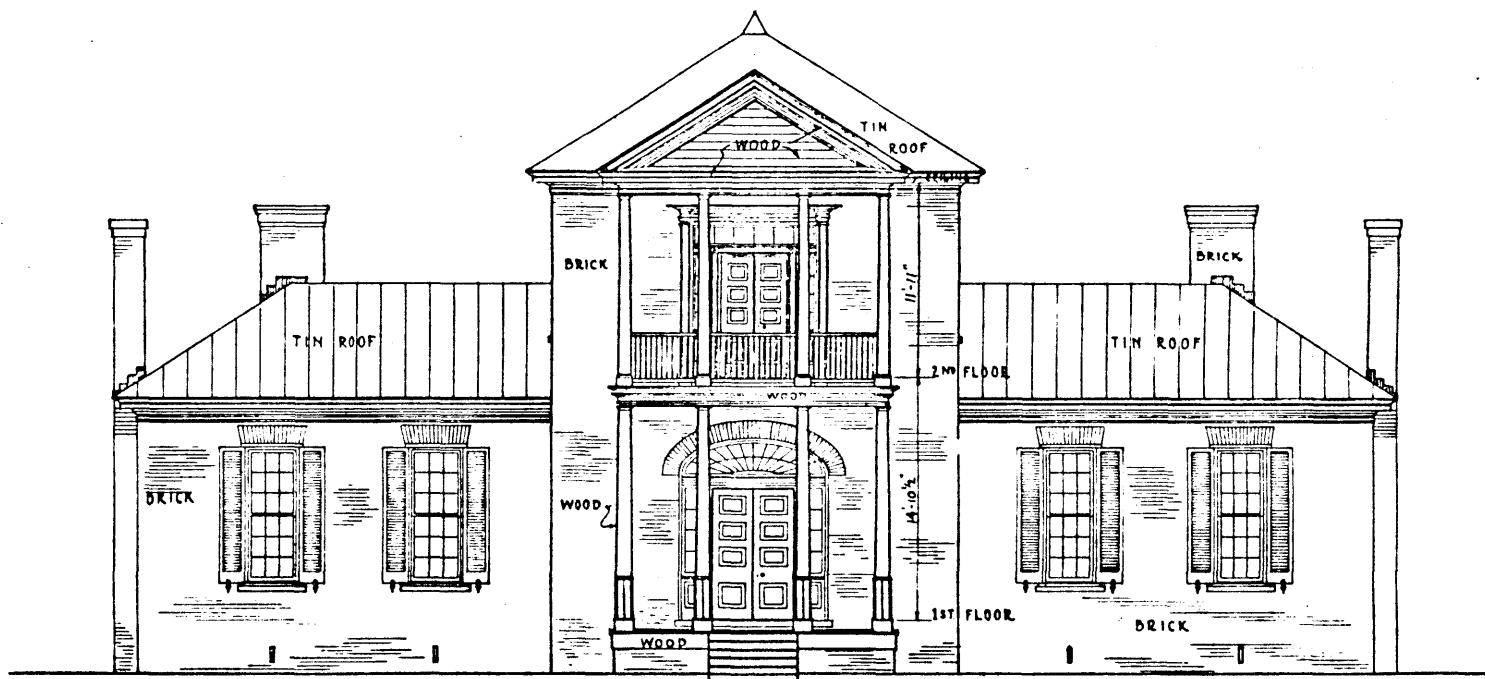 TIN
ROOF
WOOD
CEILING
BRICK
BRICK
11'-11"
TIN ROOF
TIN ROOF
2ND FLOOR
WOOD
BRICK
WOOD
14'-10½"
1ST FLOOR
BRICK
WOOD